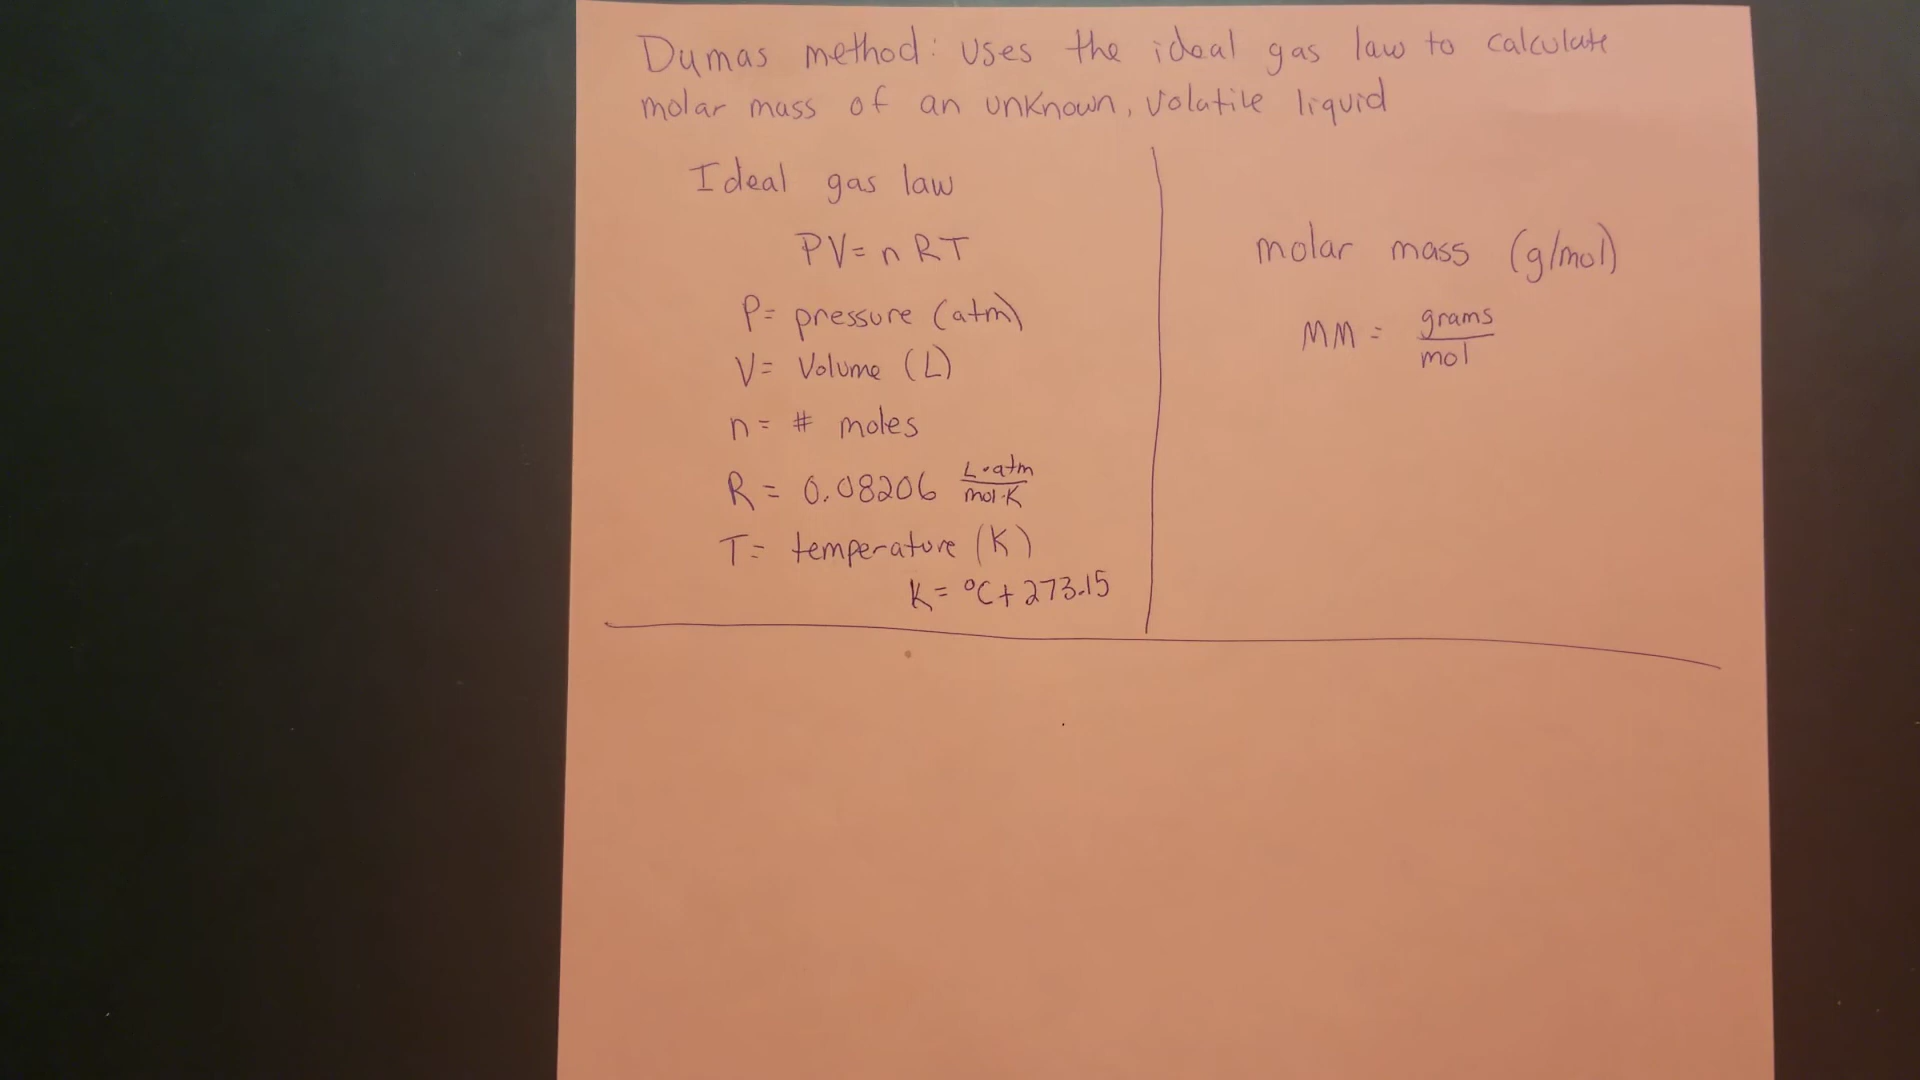 Dumas method: uses the ideal gas law to calculate
molar mass of an unknown, volatile liquid
Ideal gas law
PV= nRT
P= pressure (atm)
V= Volume (L)
n= # moles
R = 0.08206 L·atm/mol·K
T= temperature (K)
K= °C+273.15
molar mass (g/mol)
MM = grams/mol